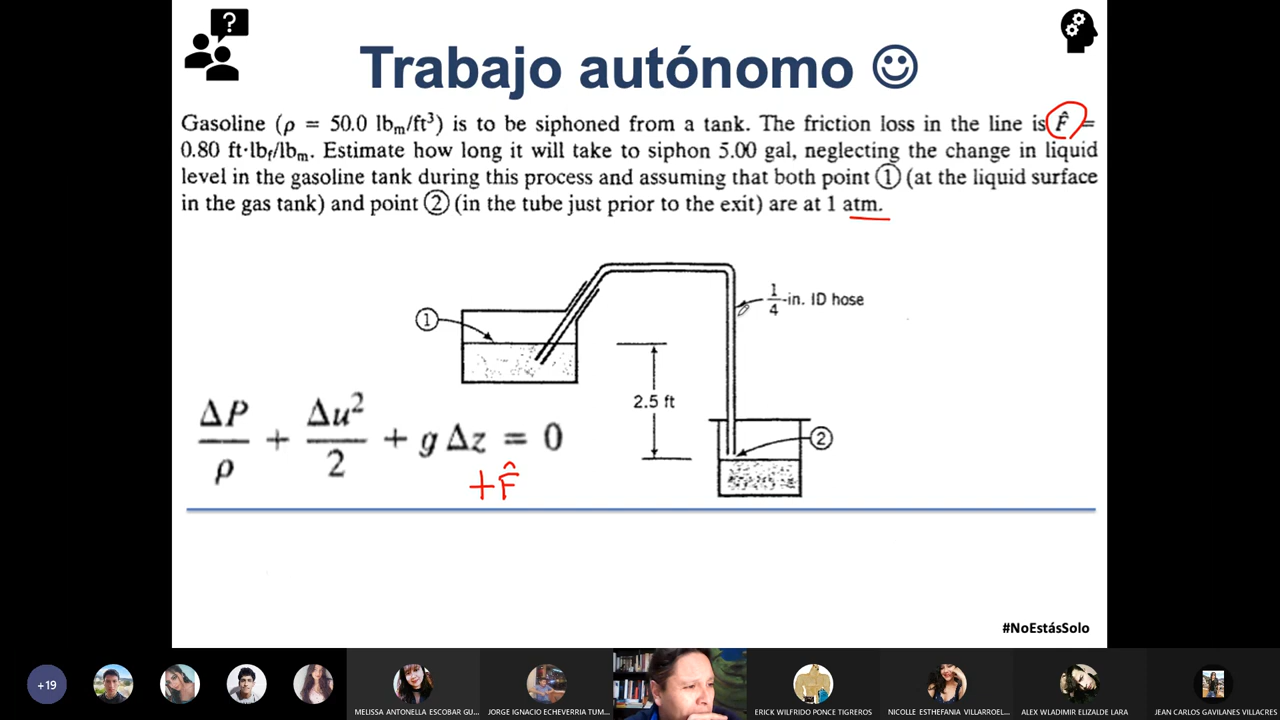 ?
Trabajo autónomo ☺
Gasoline (ρ = 50.0 lbₘ/ft³) is to be siphoned from a tank. The friction loss in the line is F̂ =
0.80 ft·lb_f/lbₘ. Estimate how long it will take to siphon 5.00 gal, neglecting the change in liquid
level in the gasoline tank during this process and assuming that both point ① (at the liquid surface
in the gas tank) and point ② (in the tube just prior to the exit) are at 1 atm.
1/4-in. ID hose
①
2.5 ft
②
ΔP/ρ + Δu²/2 + g Δz = 0
+F̂
#NoEstásSolo
+19
MELISSA ANTONELLA ESCOBAR GU...
JORGE IGNACIO ECHEVERRIA TUM...
ERICK WILFRIDO PONCE TIGREROS
NICOLLE ESTHEFANIA VILLARROEL...
ALEX WLADIMIR ELIZALDE LARA
JEAN CARLOS GAVILANES VILLACRES